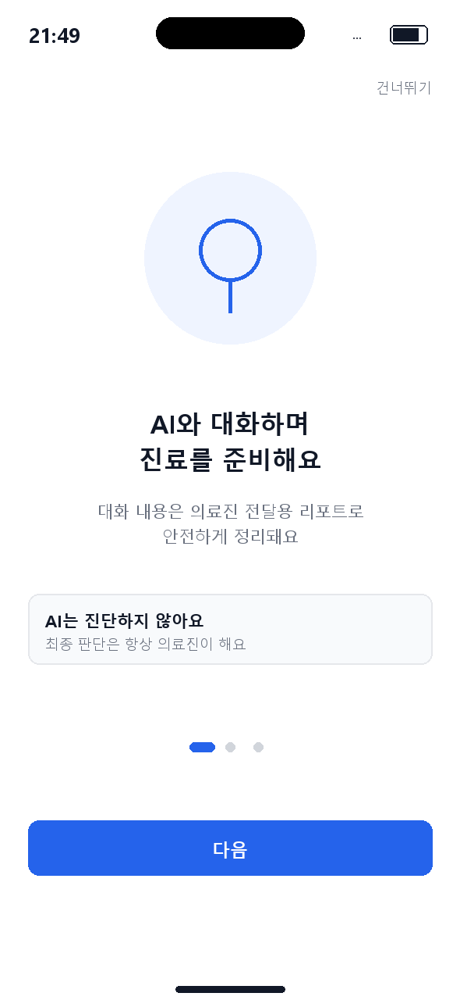 21:49
...
건너뛰기
AI와 대화하며
진료를 준비해요
대화 내용은 의료진 전달용 리포트로
안전하게 정리돼요
AI는 진단하지 않아요
최종 판단은 항상 의료진이 해요
다음